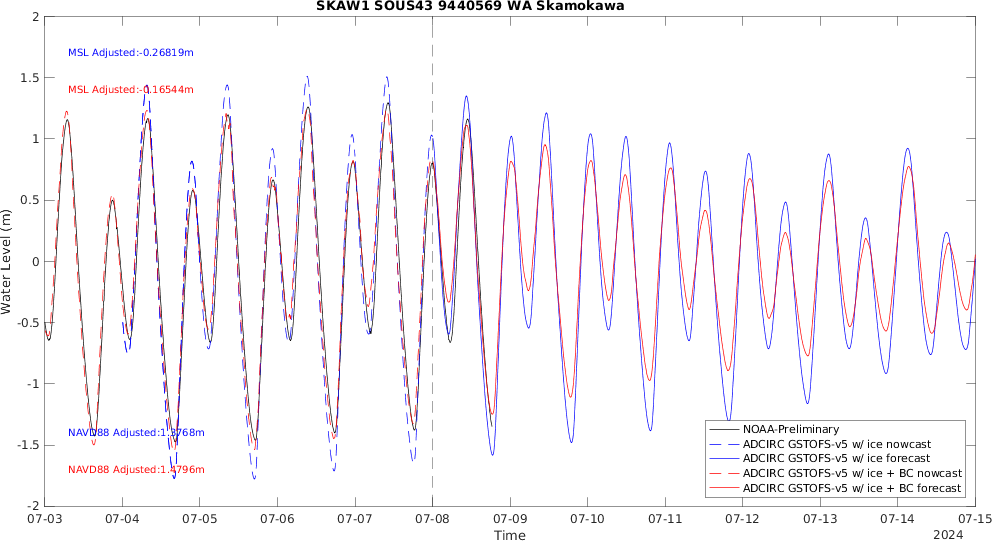 SKAW1 SOUS43 9440569 WA Skamokawa
MSL Adjusted:-0.26819m
MSL Adjusted:-0.16544m
NAVD88 Adjusted:1.3768m
NAVD88 Adjusted:1.4796m
Water Level (m)
2
1.5
1
0.5
0
-0.5
-1
-1.5
-2
NOAA-Preliminary
ADCIRC GSTOFS-v5 w/ ice nowcast
ADCIRC GSTOFS-v5 w/ ice forecast
ADCIRC GSTOFS-v5 w/ ice + BC nowcast
ADCIRC GSTOFS-v5 w/ ice + BC forecast
07-03 07-04 07-05 07-06 07-07 07-08 07-09 07-10 07-11 07-12 07-13 07-14 07-15
Time
2024